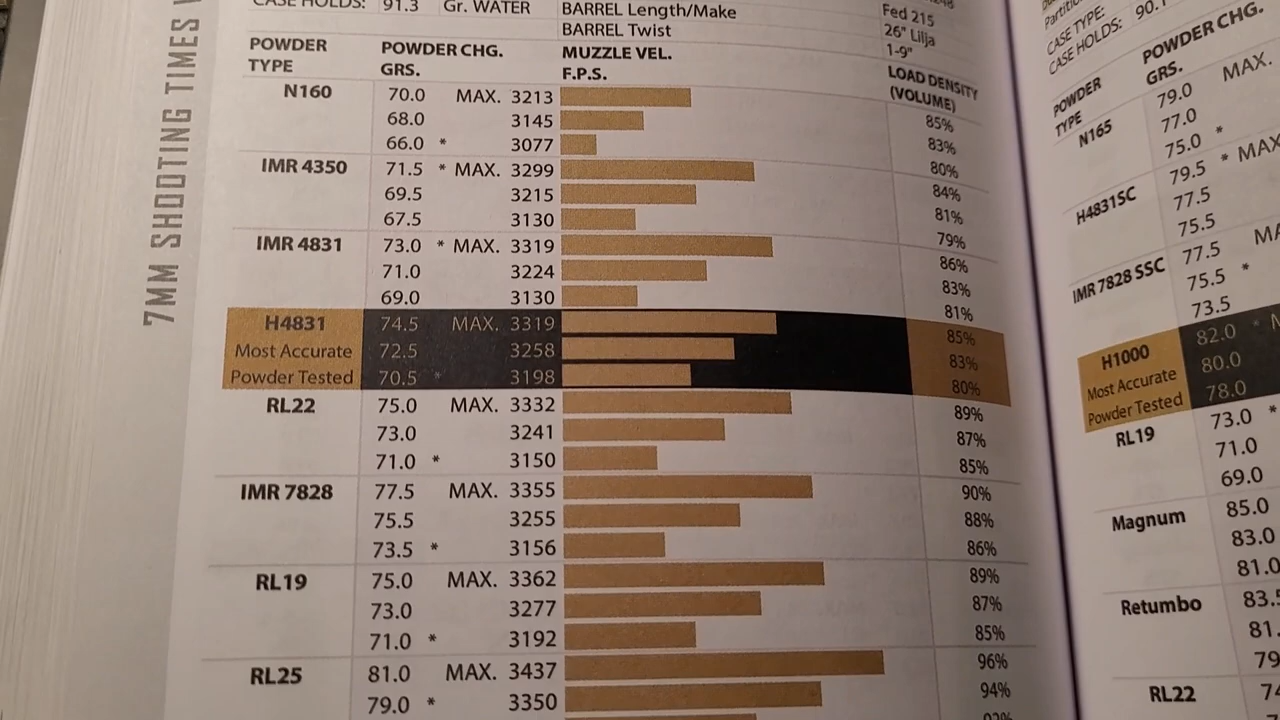 7MM SHOOTING TIMES
CASE HOLDS: 91.3 Gr. WATER
BARREL Length/Make
BARREL Twist
Fed 215
26" Lilja
1-9"
POWDER TYPE POWDER CHG. GRS. MUZZLE VEL. F.P.S. LOAD DENSITY (VOLUME)
N160 70.0 MAX. 3213 85%
68.0 3145 83%
66.0 * 3077 80%
IMR 4350 71.5 * MAX. 3299 84%
69.5 3215 81%
67.5 3130 79%
IMR 4831 73.0 * MAX. 3319 86%
71.0 3224 83%
69.0 3130 81%
H4831 74.5 MAX. 3319 85%
Most Accurate 72.5 3258 83%
Powder Tested 70.5 * 3198 80%
RL22 75.0 MAX. 3332 89%
73.0 3241 87%
71.0 * 3150 85%
IMR 7828 77.5 MAX. 3355 90%
75.5 3255 88%
73.5 * 3156 86%
RL19 75.0 MAX. 3362 89%
73.0 3277 87%
71.0 * 3192 85%
RL25 81.0 MAX. 3437 96%
79.0 * 3350 94%
CASE TYPE:
CASE HOLDS: 90.
POWDER TYPE POWDER CHG. GRS.
N165 79.0 MAX.
77.0
75.0 *
H4831SC 79.5 * MAX
77.5
75.5
IMR 7828 SSC 77.5
75.5 *
73.5
H1000 82.0 *
Most Accurate 80.0
Powder Tested 78.0
RL19 73.0 *
71.0
69.0
Magnum 85.0
83.0
81.0
Retumbo 83.5
81.
79
RL22